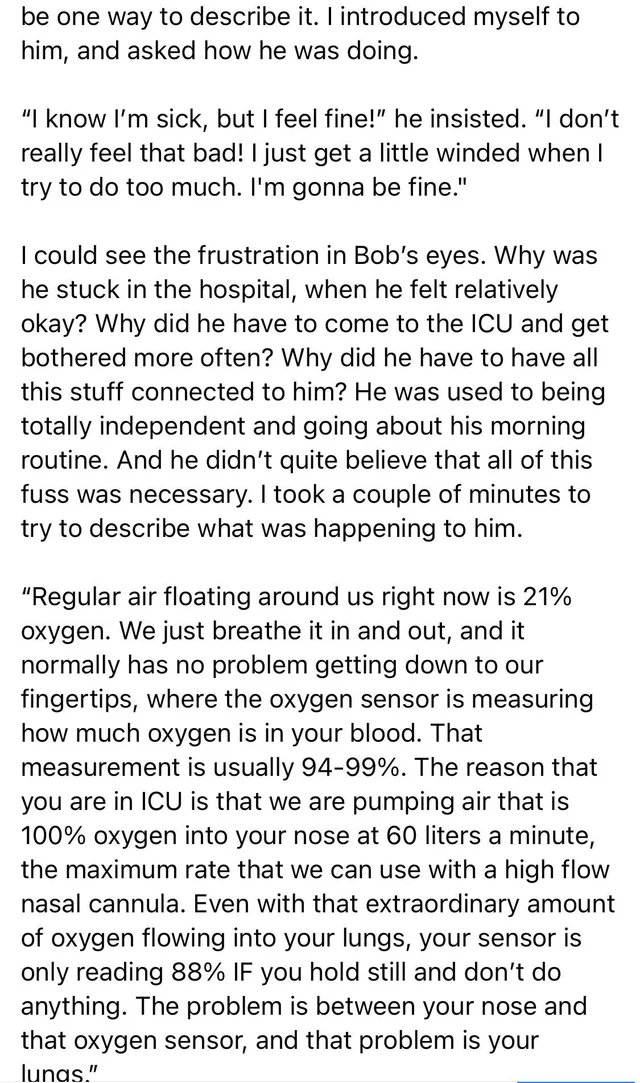 be one way to describe it. I introduced myself to
him, and asked how he was doing.
“I know I’m sick, but I feel fine!” he insisted. “I don’t
really feel that bad! I just get a little winded when I
try to do too much. I'm gonna be fine."
I could see the frustration in Bob’s eyes. Why was
he stuck in the hospital, when he felt relatively
okay? Why did he have to come to the ICU and get
bothered more often? Why did he have to have all
this stuff connected to him? He was used to being
totally independent and going about his morning
routine. And he didn’t quite believe that all of this
fuss was necessary. I took a couple of minutes to
try to describe what was happening to him.
“Regular air floating around us right now is 21%
oxygen. We just breathe it in and out, and it
normally has no problem getting down to our
fingertips, where the oxygen sensor is measuring
how much oxygen is in your blood. That
measurement is usually 94-99%. The reason that
you are in ICU is that we are pumping air that is
100% oxygen into your nose at 60 liters a minute,
the maximum rate that we can use with a high flow
nasal cannula. Even with that extraordinary amount
of oxygen flowing into your lungs, your sensor is
only reading 88% IF you hold still and don’t do
anything. The problem is between your nose and
that oxygen sensor, and that problem is your
lungs.”